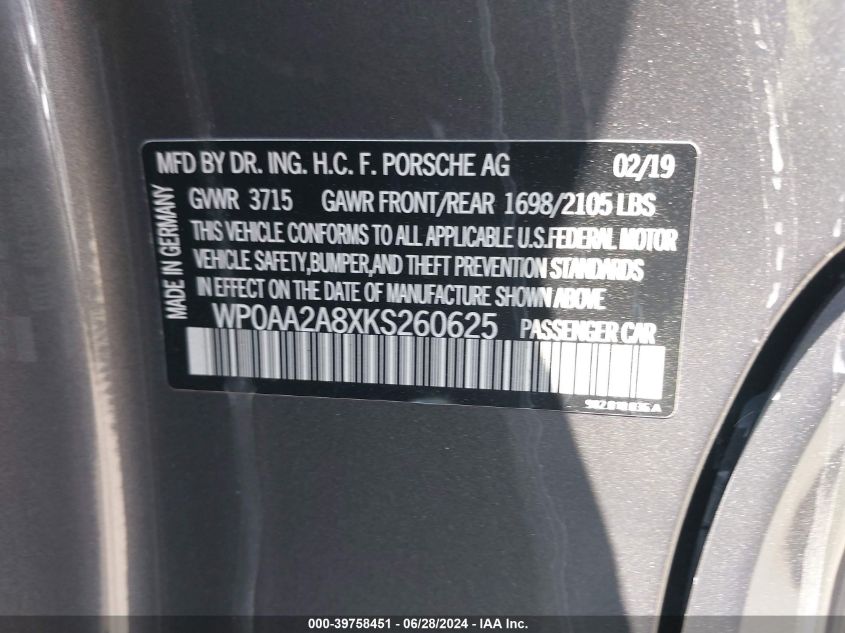 MFD BY DR. ING. H.C. F. PORSCHE AG 02/19
GVWR 3715 GAWR FRONT/REAR 1698/2105 LBS
THIS VEHICLE CONFORMS TO ALL APPLICABLE U.S.FEDERAL MOTOR
VEHICLE SAFETY,BUMPER,AND THEFT PREVENTION STANDARDS
IN EFFECT ON THE DATE OF MANUFACTURE SHOWN ABOVE
MADE IN GERMANY
WP0AA2A8XKS260625 PASSENGER CAR
000-39758451 - 06/28/2024 - IAA Inc.